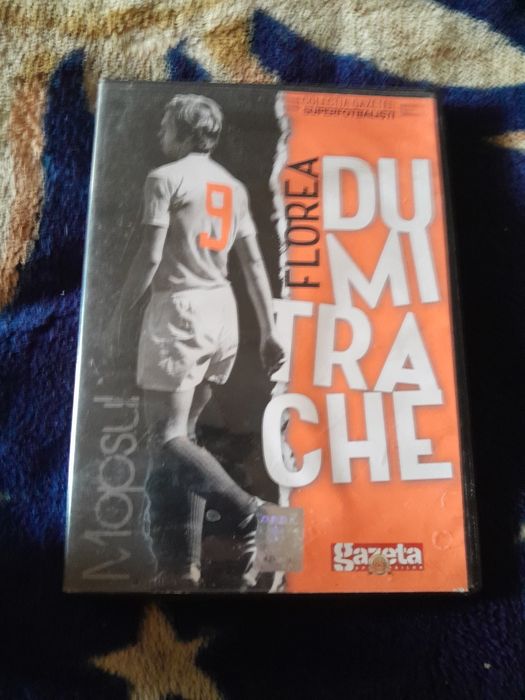 COLECȚIA GAZETEI
SUPERFOTBALIȘTI
FLOREA
DU
MI
TRA
CHE
9
Mopsul
gazeta